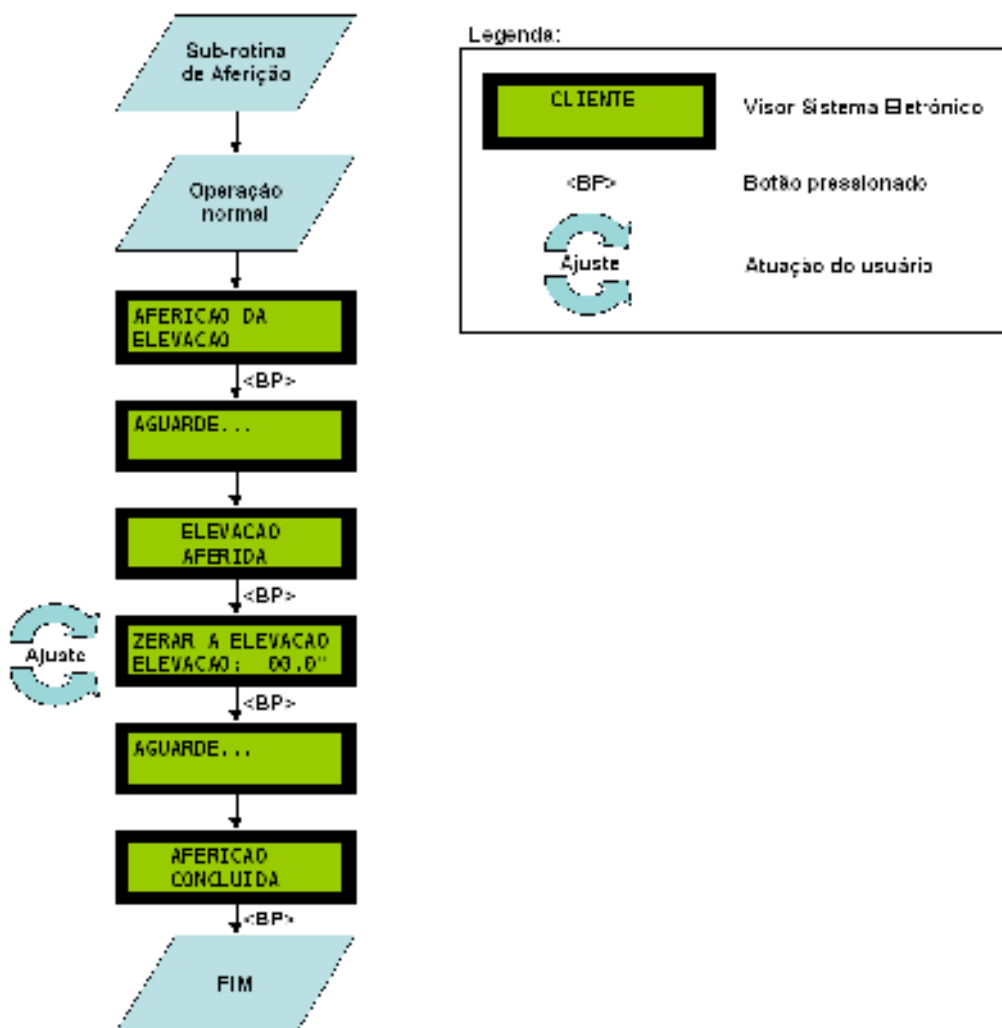 Sub-rotina
de Aferição
Operação
normal
AFERICAO DA
ELEVACAO
<BP>
AGUARDE...
ELEVACAO
AFERIDA
<BP>
Ajuste
ZERAR A ELEVACAO
ELEVACAO: 00.0"
<BP>
AGUARDE...
AFERICAO
CONCLUIDA
<BP>
FIM
Legenda:
CLIENTE
Visor Sistema Eletrônico
<BP>
Botão pressionado
Ajuste
Atuação do usuário